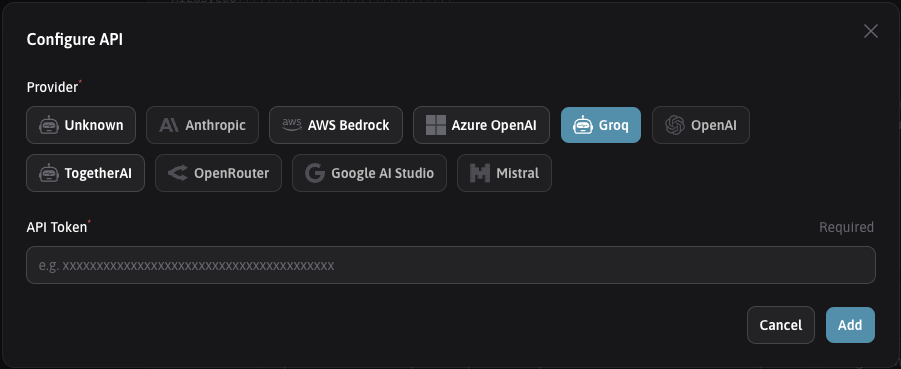 Configure API
Provider*
Unknown Anthropic aws AWS Bedrock Azure OpenAI Groq OpenAI
TogetherAI OpenRouter Google AI Studio Mistral
API Token* Required
e.g. xxxxxxxxxxxxxxxxxxxxxxxxxxxxxxxxxxxxxxxx
Cancel Add